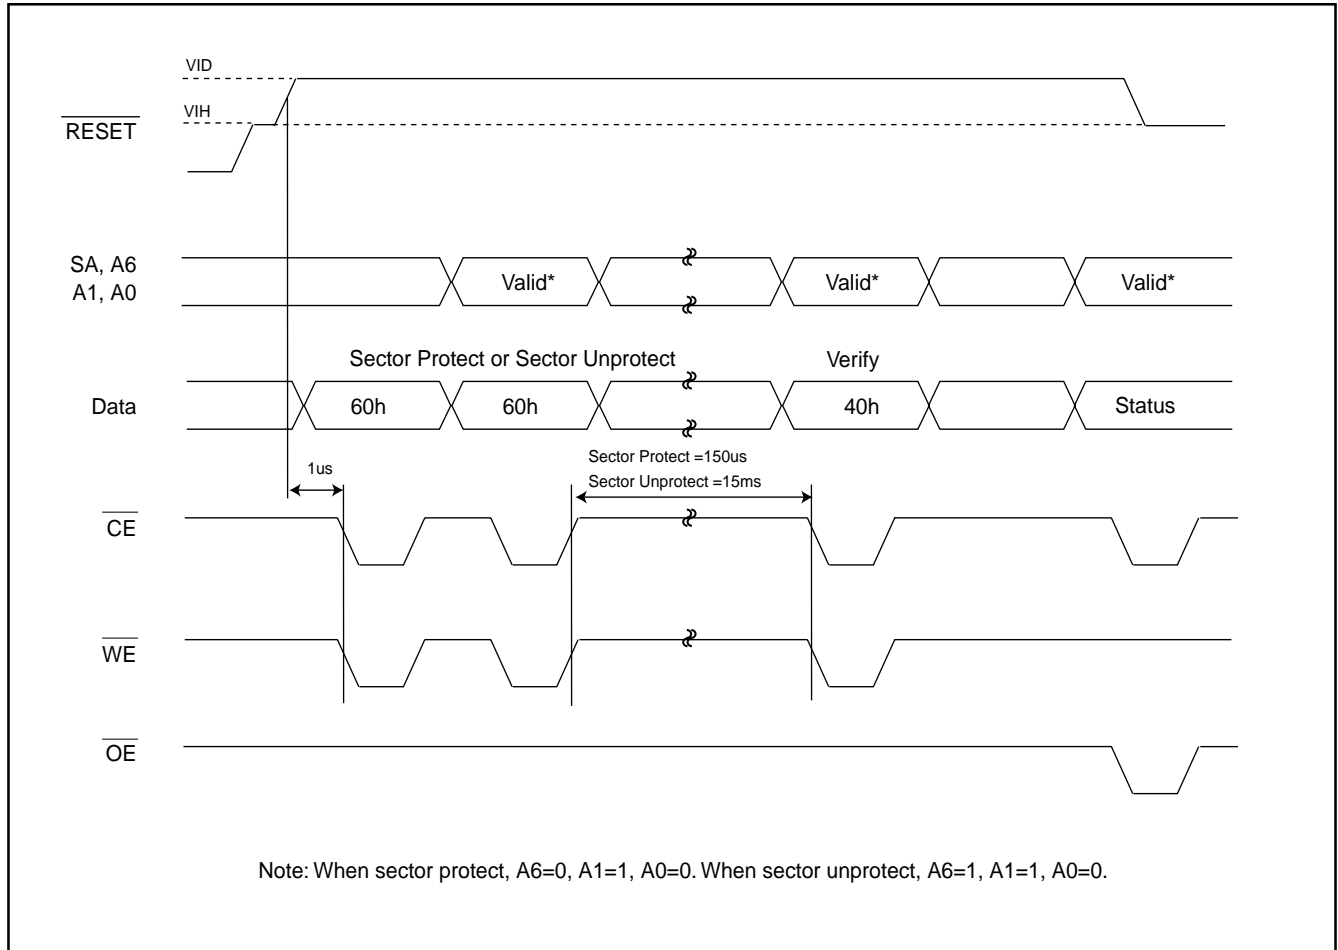 VID
VIH
RESET
SA, A6
A1, A0
Valid*
Valid*
Valid*
Sector Protect or Sector Unprotect
Verify
Data
60h
60h
40h
Status
1us
Sector Protect =150us
Sector Unprotect =15ms
CE
WE
OE
Note: When sector protect, A6=0, A1=1, A0=0. When sector unprotect, A6=1, A1=1, A0=0.